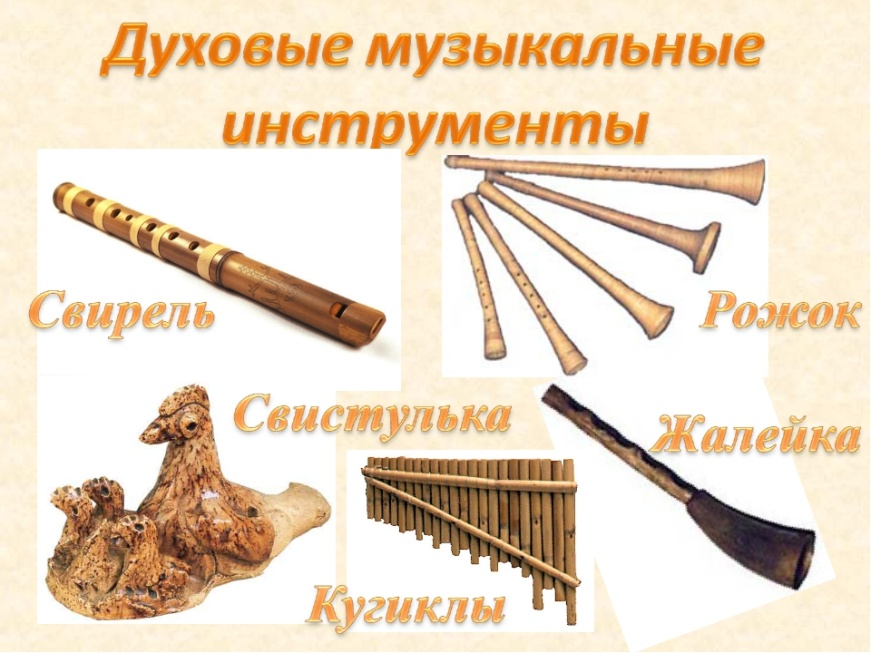 Духовые музыкальные
инструменты
Свирель
Рожок
Свистулька
Жалейка
Кугиклы